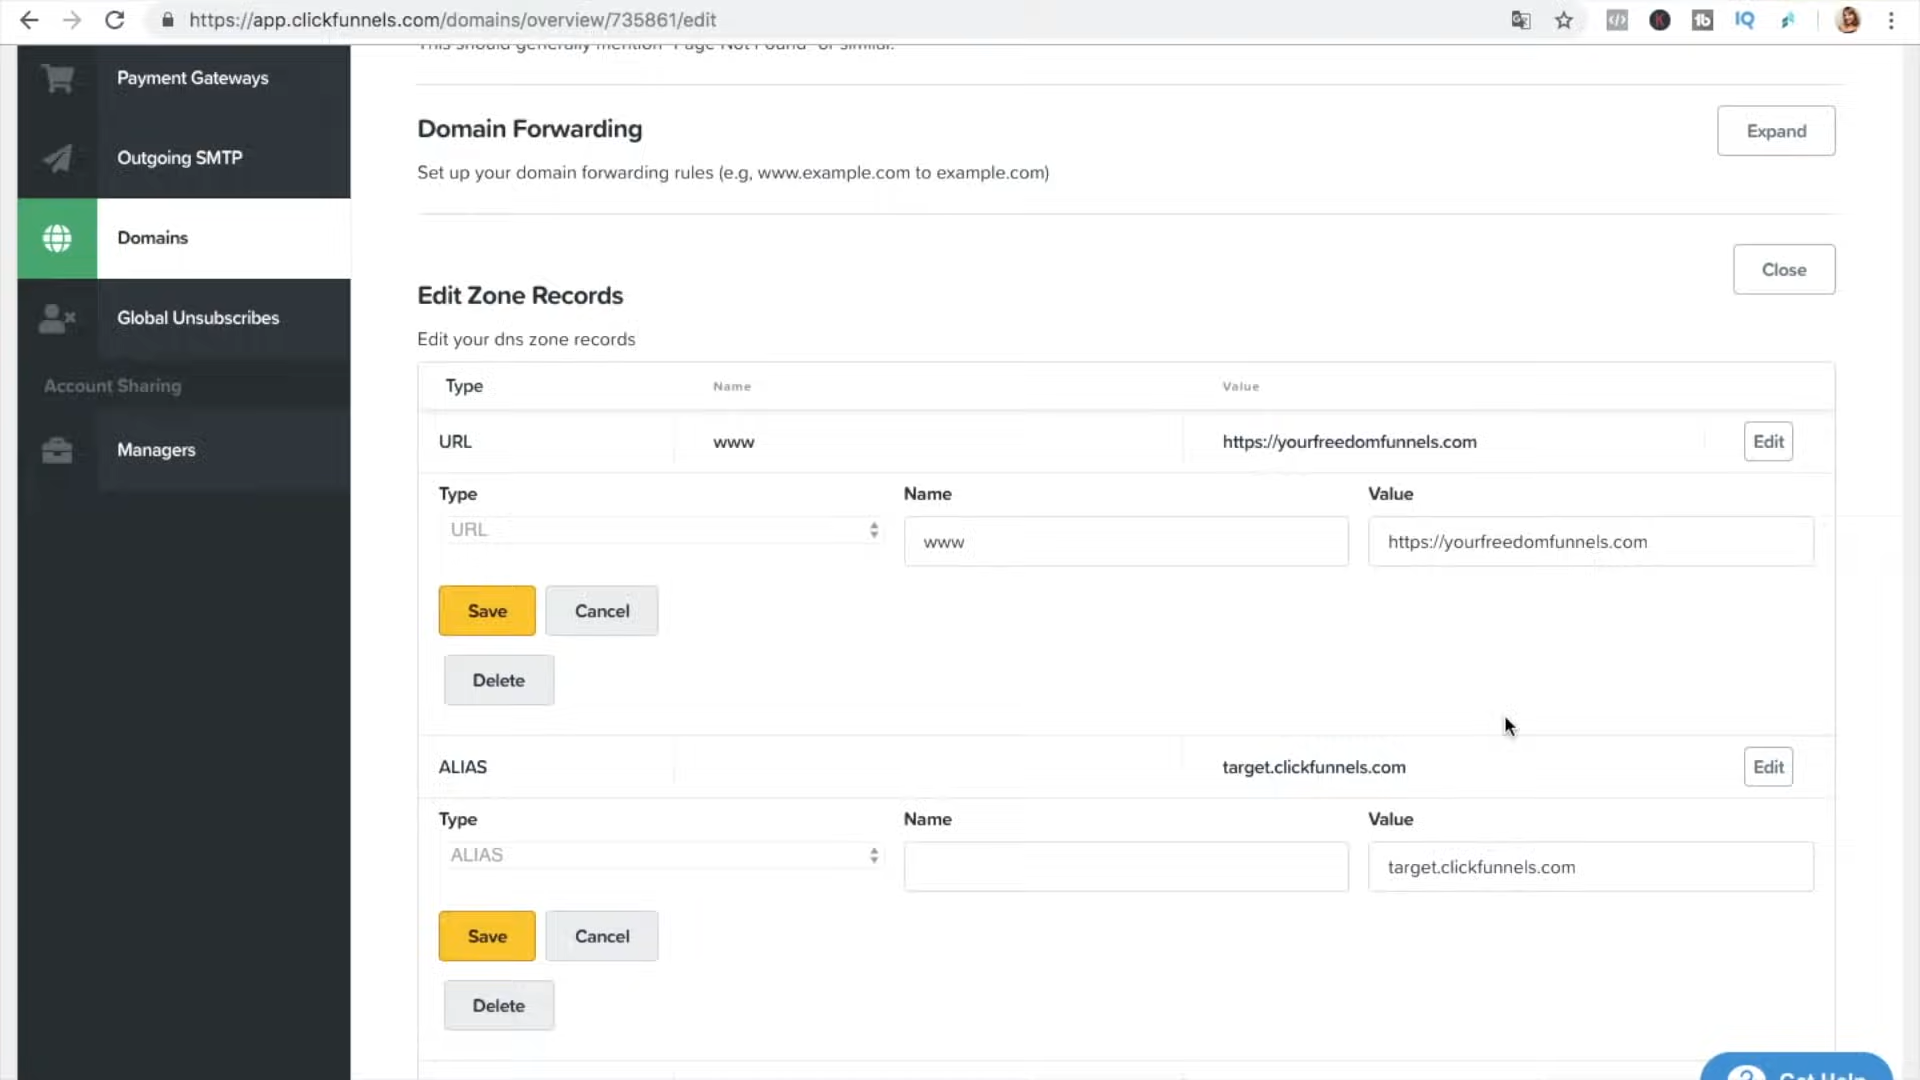 https://app.clickfunnels.com/domains/overview/735861/edit
This should generally mention "Page Not Found" or similar.
Payment Gateways
Outgoing SMTP
Domains
Global Unsubscribes
Account Sharing
Managers
Domain Forwarding
Expand
Set up your domain forwarding rules (e.g, www.example.com to example.com)
Close
Edit Zone Records
Edit your dns zone records
Type Name Value
URL www https://yourfreedomfunnels.com Edit
Type Name Value
URL www https://yourfreedomfunnels.com
Save Cancel
Delete
ALIAS target.clickfunnels.com Edit
Type Name Value
ALIAS target.clickfunnels.com
Save Cancel
Delete
? Get Help
K
tb
IQ